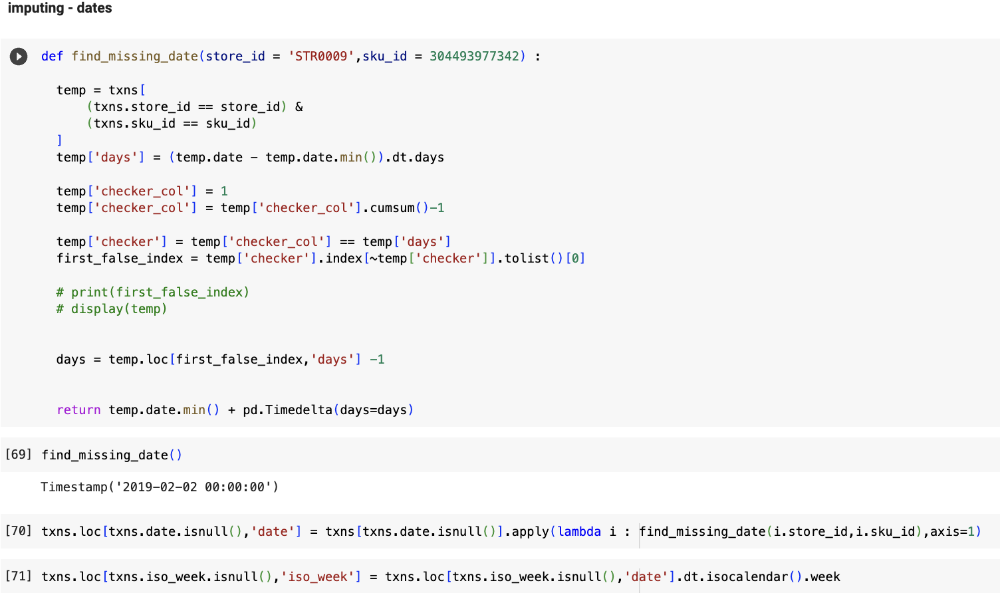 imputing - dates
def find_missing_date(store_id = 'STR0009',sku_id = 304493977342) :
temp = txns[
(txns.store_id == store_id) &
(txns.sku_id == sku_id)
]
temp['days'] = (temp.date - temp.date.min()).dt.days
temp['checker_col'] = 1
temp['checker_col'] = temp['checker_col'].cumsum()-1
temp['checker'] = temp['checker_col'] == temp['days']
first_false_index = temp['checker'].index[~temp['checker']].tolist()[0]
# print(first_false_index)
# display(temp)
days = temp.loc[first_false_index,'days'] -1
return temp.date.min() + pd.Timedelta(days=days)
[69] find_missing_date()
Timestamp('2019-02-02 00:00:00')
[70] txns.loc[txns.date.isnull(),'date'] = txns[txns.date.isnull()].apply(lambda i : find_missing_date(i.store_id,i.sku_id),axis=1)
[71] txns.loc[txns.iso_week.isnull(),'iso_week'] = txns.loc[txns.iso_week.isnull(),'date'].dt.isocalendar().week